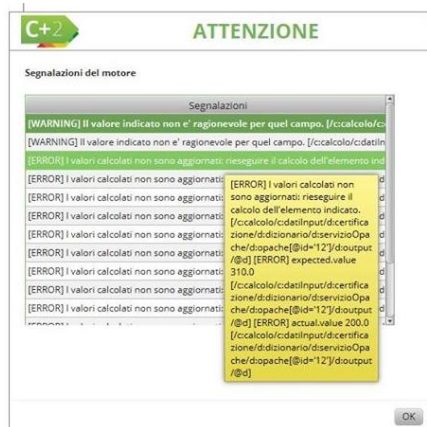 C+2
ATTENZIONE
Segnalazioni del motore
Segnalazioni
[WARNING] Il valore indicato non e' ragionevole per quel campo. [/c:calcolo/c:
[WARNING] Il valore indicato non e' ragionevole per quel campo. [/c:calcolo/c:datiIn
[ERROR] I valori calcolati non sono aggiornati: rieseguire il calcolo dell'elemento ind
[ERROR] I valori calcolati non sono aggiornati:
[ERROR] I valori calcolati non sono aggiornati:
[ERROR] I valori calcolati non sono aggiornati:
[ERROR] I valori calcolati non sono aggiornati:
[ERROR] I valori calcolati non sono aggiornati:
[ERROR] I valori calcolati non sono aggiornati:
[ERROR] I valori calcolati non sono aggiornati:
[ERROR] I valori calcolati non sono aggiornati:
[ERROR] I valori calcolati non
sono aggiornati: rieseguire il
calcolo dell'elemento indicato.
[/c:calcolo/c:datiInput/d:certifica
zione/d:dizionario/d:servizioOpa
che/d:opache[@id='12']/d:output
/@d] [ERROR] expected.value
310.0
[/c:calcolo/c:datiInput/d:certifica
zione/d:dizionario/d:servizioOpa
che/d:opache[@id='12']/d:output
/@d] [ERROR] actual.value 200.0
[/c:calcolo/c:datiInput/d:certifica
zione/d:dizionario/d:servizioOpa
che/d:opache[@id='12']/d:output
/@d]
OK